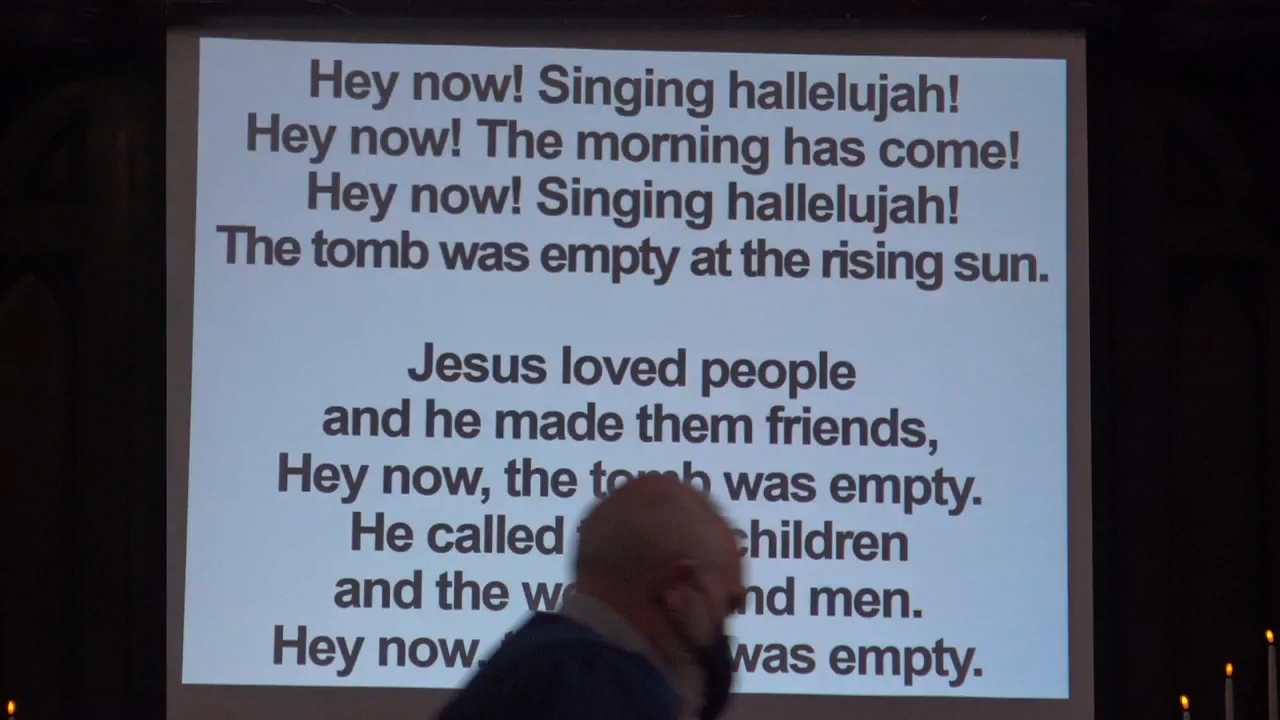 Hey now! Singing hallelujah!
Hey now! The morning has come!
Hey now! Singing hallelujah!
The tomb was empty at the rising sun.
Jesus loved people
and he made them friends,
Hey now, the tomb was empty.
He called children
and the and men.
Hey now, was empty.